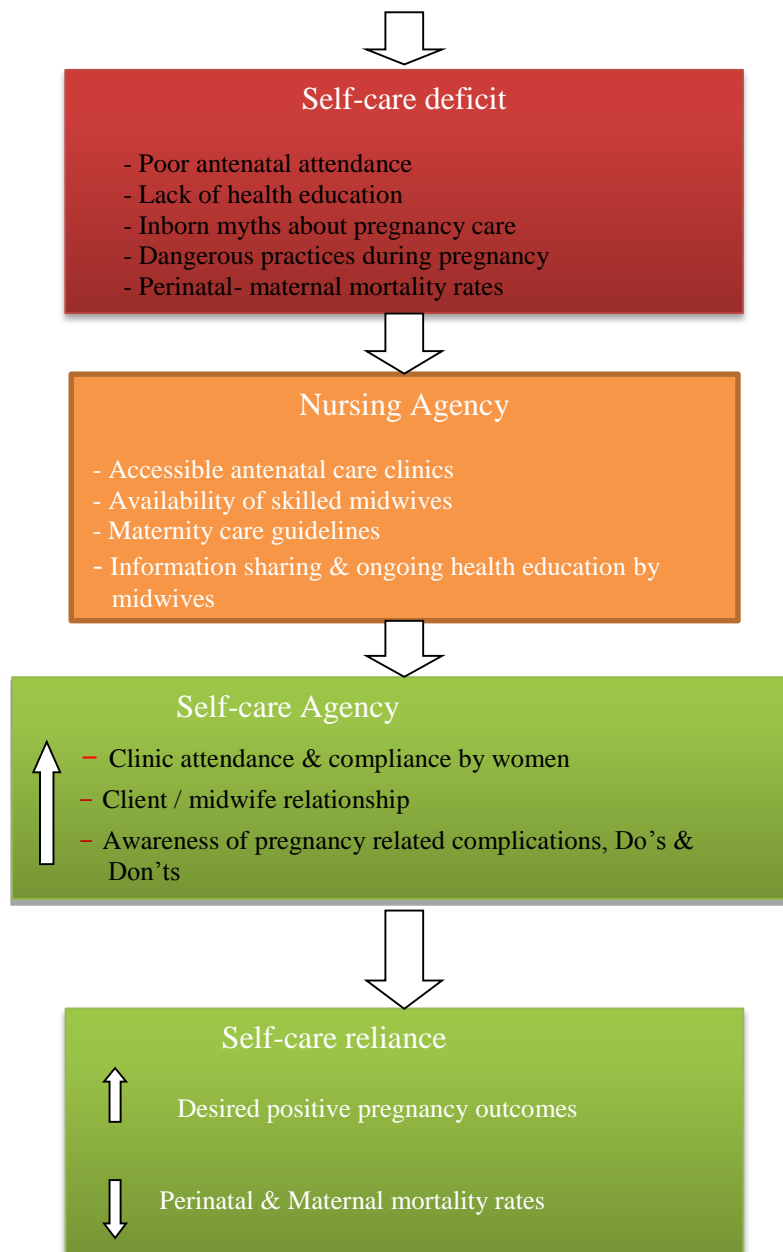 Self-care deficit
- Poor antenatal attendance
- Lack of health education
- Inborn myths about pregnancy care
- Dangerous practices during pregnancy
- Perinatal- maternal mortality rates
Nursing Agency
- Accessible antenatal care clinics
- Availability of skilled midwives
- Maternity care guidelines
- Information sharing & ongoing health education by
midwives
Self-care Agency
– Clinic attendance & compliance by women
– Client / midwife relationship
– Awareness of pregnancy related complications, Do’s &
Don’ts
Self-care reliance
Desired positive pregnancy outcomes
Perinatal & Maternal mortality rates